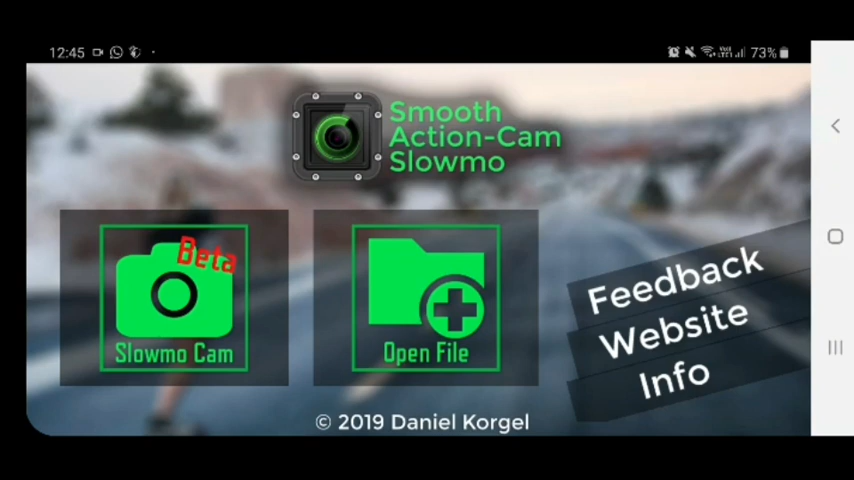 12:45
73%
Smooth
Action-Cam
Slowmo
Beta
Slowmo Cam
Open File
Feedback
Website
Info
© 2019 Daniel Korgel